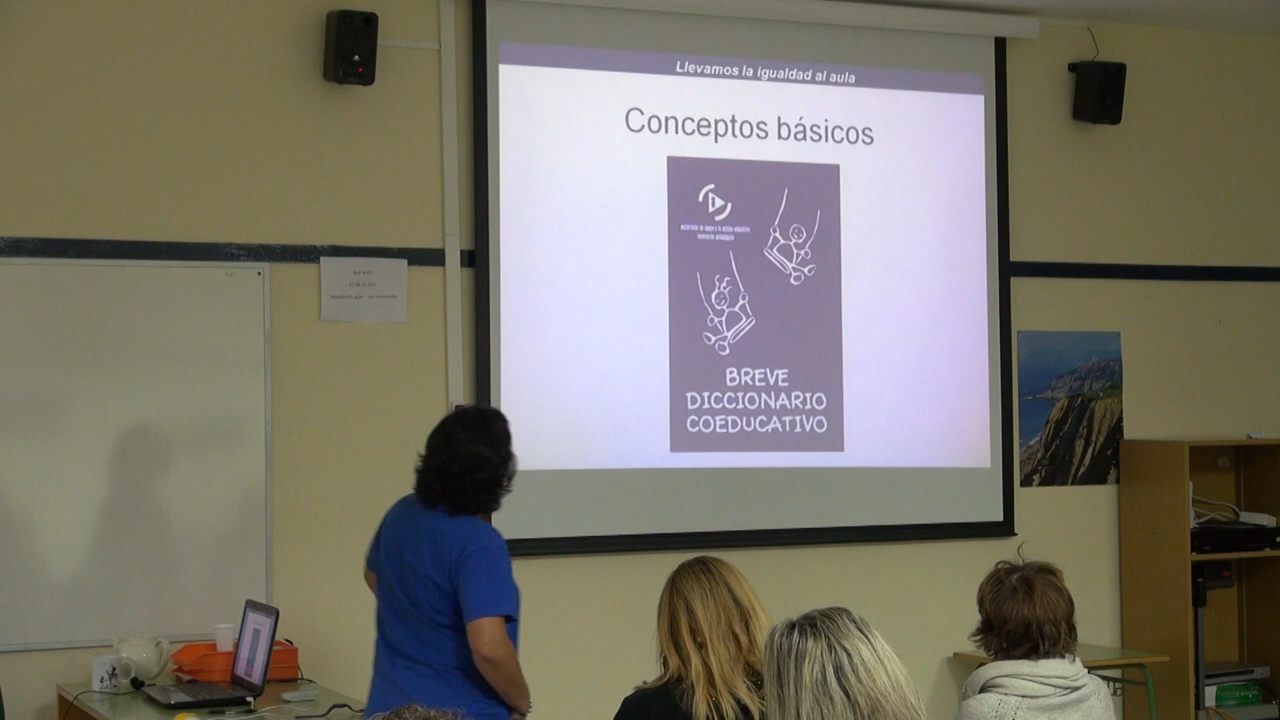 Llevamos la igualdad al aula
Conceptos básicos
BREVE
DICCIONARIO
COEDUCATIVO